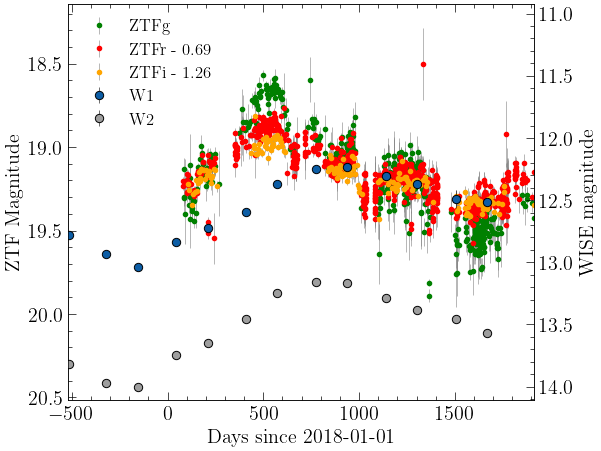 ZTFg
ZTFr - 0.69
ZTFi - 1.26
W1
W2
ZTF Magnitude
18.5
19.0
19.5
20.0
20.5
WISE magnitude
11.0
11.5
12.0
12.5
13.0
13.5
14.0
−500 0 500 1000 1500
Days since 2018-01-01